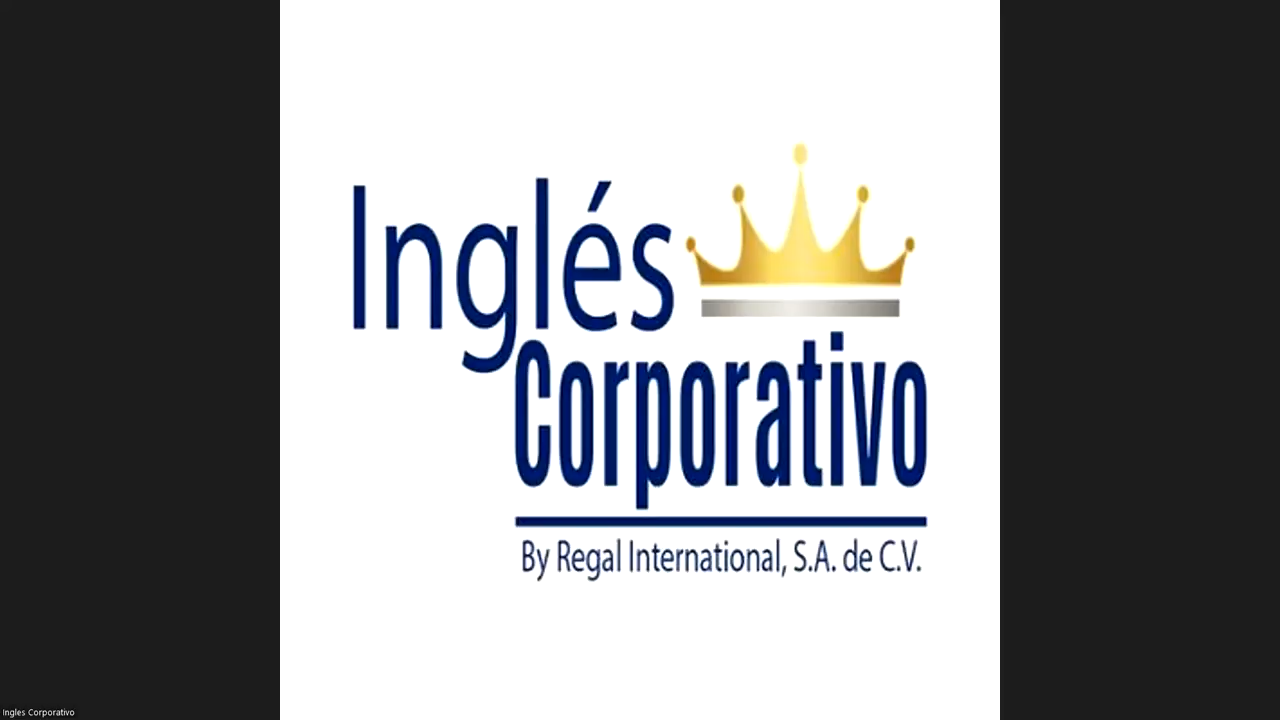 Inglés
Corporativo
By Regal International, S.A. de C.V.
Ingles Corporativo